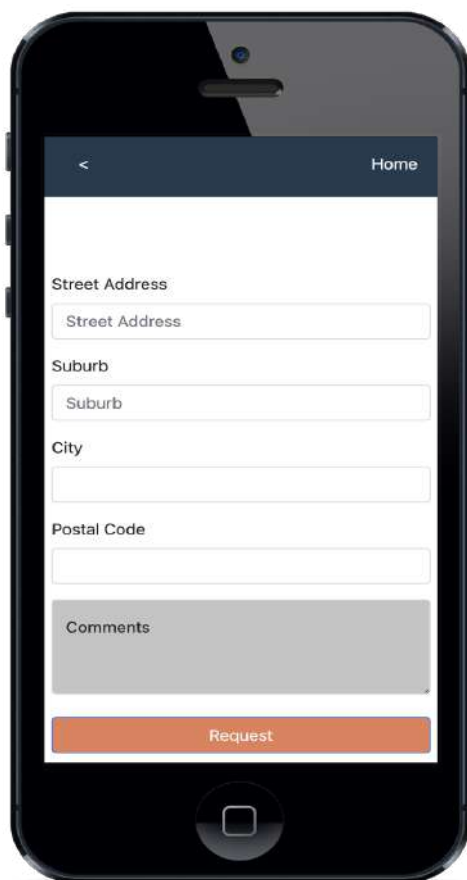 < Home
Street Address
Street Address
Suburb
Suburb
City
Postal Code
Comments
Request